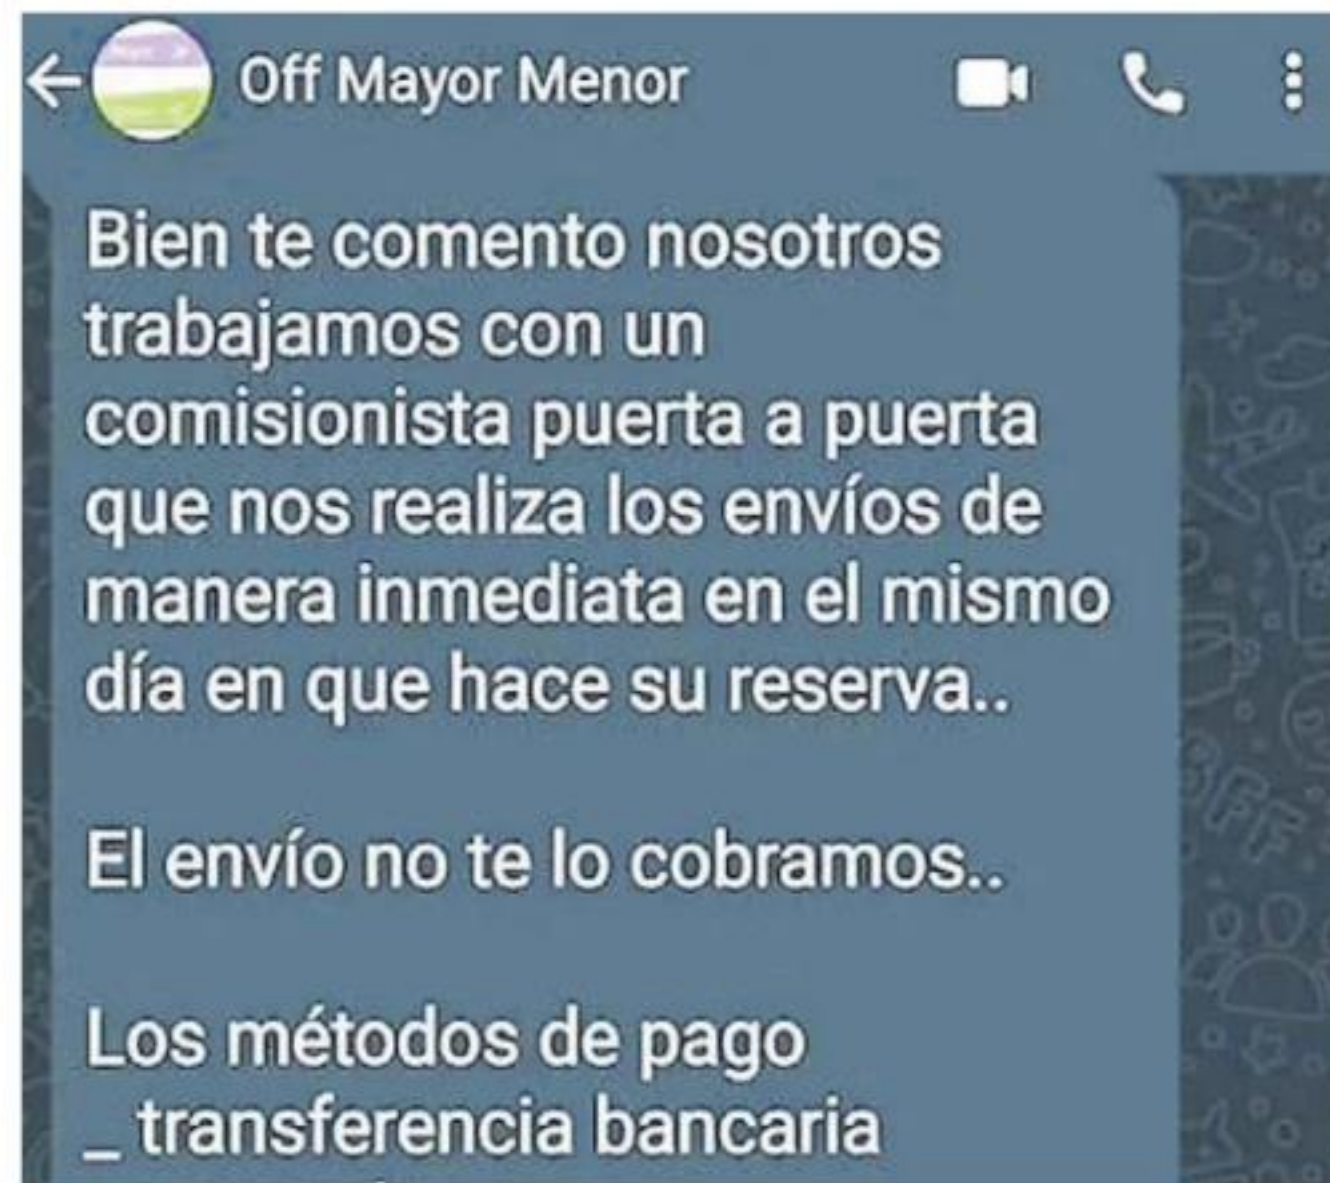 Off Mayor Menor
Bien te comento nosotros
trabajamos con un
comisionista puerta a puerta
que nos realiza los envíos de
manera inmediata en el mismo
día en que hace su reserva..
El envío no te lo cobramos..
Los métodos de pago
_ transferencia bancaria